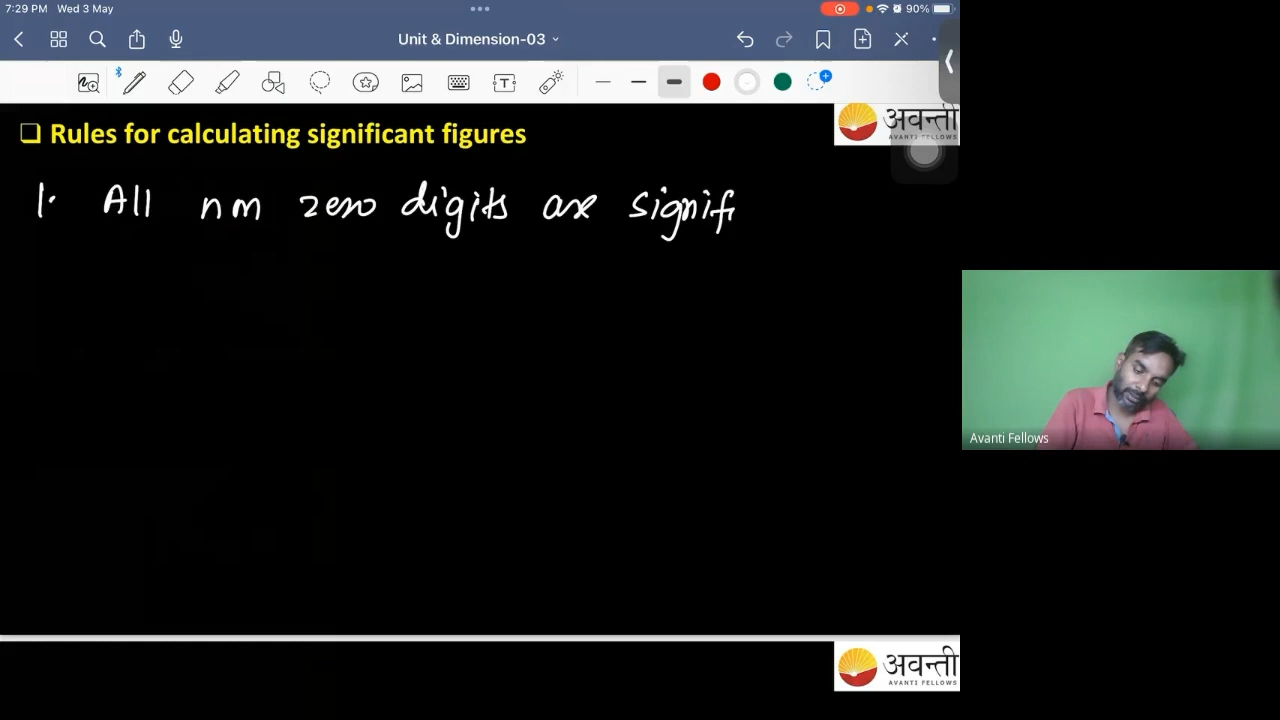 7:29 PM Wed 3 May
90%
Unit & Dimension-03
❑ Rules for calculating significant figures
अवन्ती
AVANTI FELLOWS
1. All non zero digits are signifi
Avanti Fellows
अवन्ती
AVANTI FELLOWS